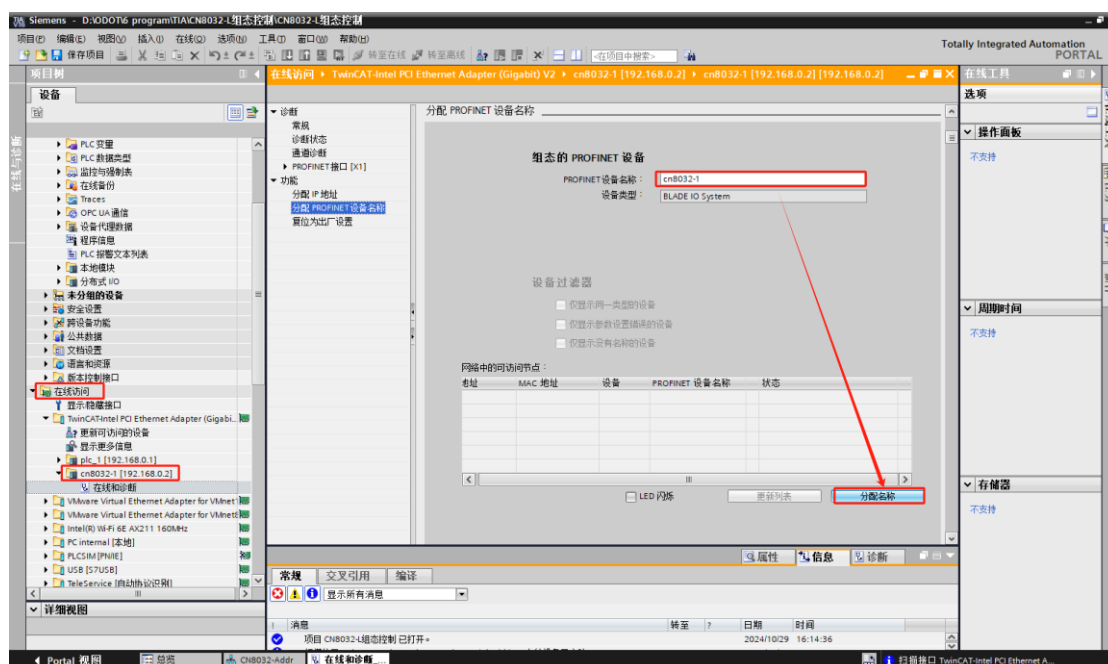 Siemens - D:\ODOT\6 program\TIA\CN8032-L组态控制\CN8032-L组态控制
项目(P) 编辑(E) 视图(V) 插入(I) 在线(O) 选项(N) 工具(T) 窗口(W) 帮助(H)
保存项目 转至在线 转至离线 <在项目中搜索>
Totally Integrated Automation
PORTAL
项目树
设备
PLC 变量
PLC 数据类型
监控与强制表
在线备份
Traces
OPC UA 通信
设备代理数据
程序信息
PLC 报警文本列表
本地模块
分布式 I/O
未分组的设备
安全设置
跨设备功能
公共数据
文档设置
语言和资源
版本控制接口
在线访问
显示/隐藏接口
TwinCAT-Intel PCI Ethernet Adapter (Gigabi...
更新可访问的设备
显示更多信息
plc_1 [192.168.0.1]
cn8032-1 [192.168.0.2]
在线和诊断
VMware Virtual Ethernet Adapter for VMnet1
VMware Virtual Ethernet Adapter for VMnet8
Intel(R) Wi-Fi 6E AX211 160MHz
PC internal [本地]
PLCSIM [PN/IE]
USB [S7USB]
TeleService [自动协议识别]
详细视图
在线与诊断
在线访问 ▸ TwinCAT-Intel PCI Ethernet Adapter (Gigabit) V2 ▸ cn8032-1 [192.168.0.2] ▸ cn8032-1 [192.168.0.2] [192.168.0.2]
诊断
常规
诊断状态
通道诊断
PROFINET 接口 [X1]
功能
分配 IP 地址
分配 PROFINET 设备名称
复位为出厂设置
分配 PROFINET 设备名称
组态的 PROFINET 设备
PROFINET 设备名称： cn8032-1
设备类型： BLADE IO System
设备过滤器
仅显示同一类型的设备
仅显示参数设置错误的设备
仅显示没有名称的设备
网络中的可访问节点：
地址 MAC 地址 设备 PROFINET 设备名称 状态
LED 闪烁 更新列表 分配名称
属性 信息 诊断
常规 交叉引用 编译
显示所有消息
! 消息 转至 ? 日期 时间
项目 CN8032-L组态控制 已打开。 2024/10/29 16:14:36
在线工具
选项
操作面板
不支持
周期时间
不支持
存储器
不支持
Portal 视图 总览 CN8032-Addr 在线和诊断... 扫描接口 TwinCAT-Intel PCI Ethernet A...